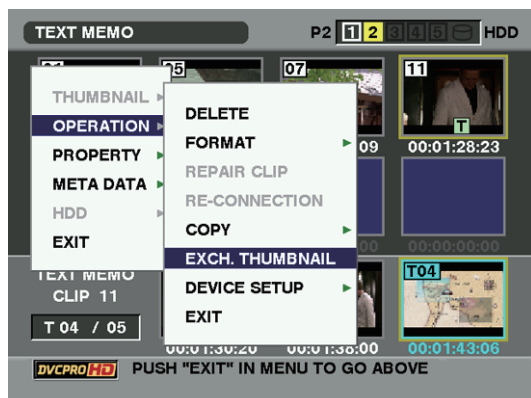 TEXT MEMO
P2 1 2 3 4 5 HDD
05 07 11
THUMBNAIL
OPERATION
PROPERTY
META DATA
HDD
EXIT
DELETE
FORMAT
REPAIR CLIP
RE-CONNECTION
COPY
EXCH. THUMBNAIL
DEVICE SETUP
EXIT
T
09 00:01:28:23
00 00:00:00:00
TEXT MEMO
CLIP 11
T 04 / 05
T04
00:01:30:20 00:01:38:00 00:01:43:06
DVCPRO HD PUSH "EXIT" IN MENU TO GO ABOVE